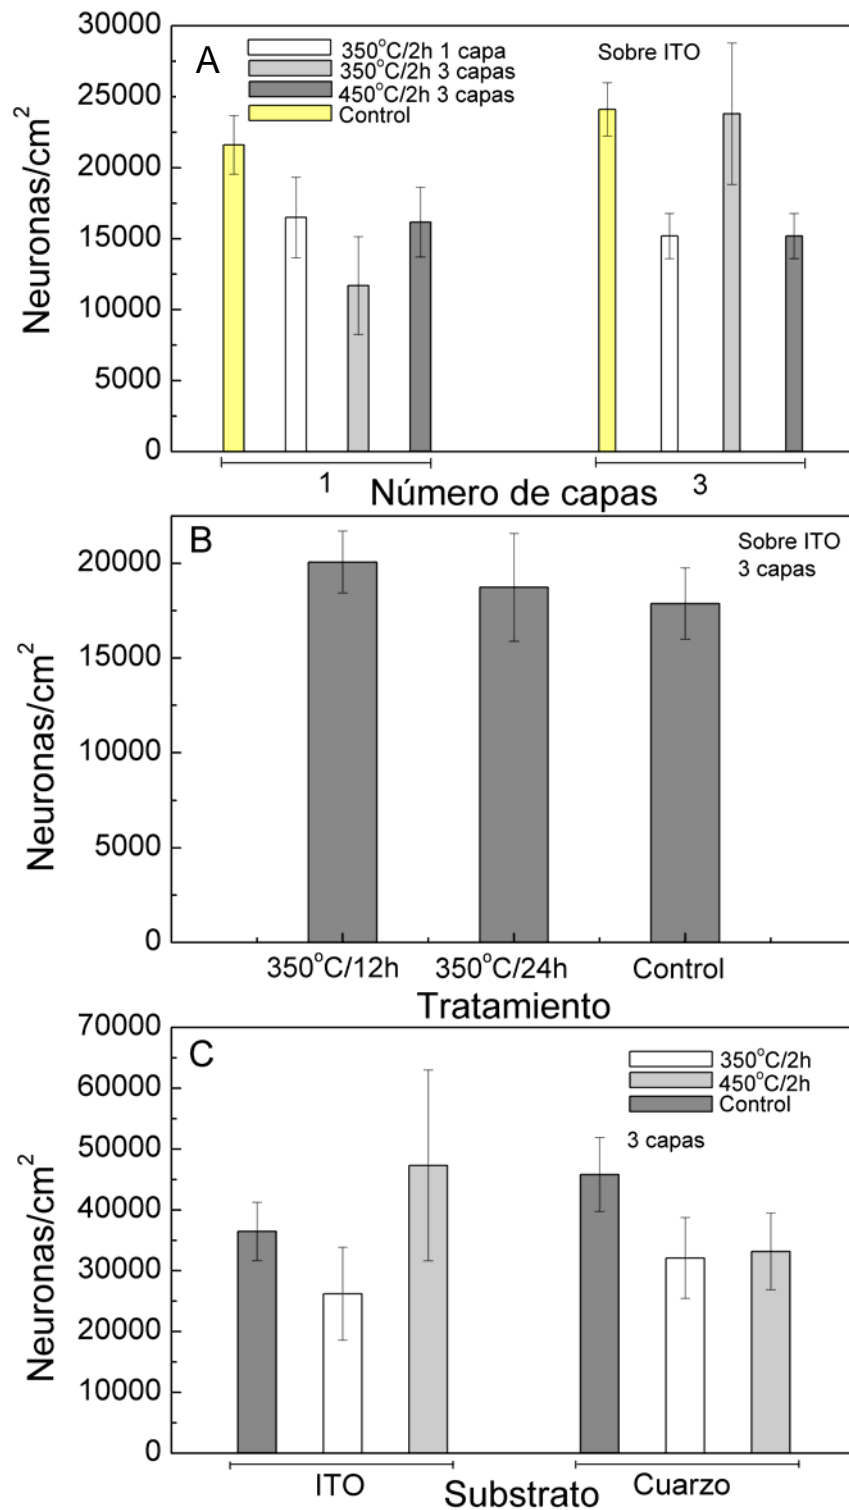 A
350°C/2h 1 capa
350°C/2h 3 capas
450°C/2h 3 capas
Control
Sobre ITO
30000
25000
20000
15000
10000
5000
0
Neuronas/cm²
1
3
Número de capas
B
Sobre ITO
3 capas
20000
15000
10000
5000
0
Neuronas/cm²
350°C/12h
350°C/24h
Control
Tratamiento
C
350°C/2h
450°C/2h
Control
3 capas
70000
60000
50000
40000
30000
20000
10000
0
Neuronas/cm²
ITO
Cuarzo
Substrato